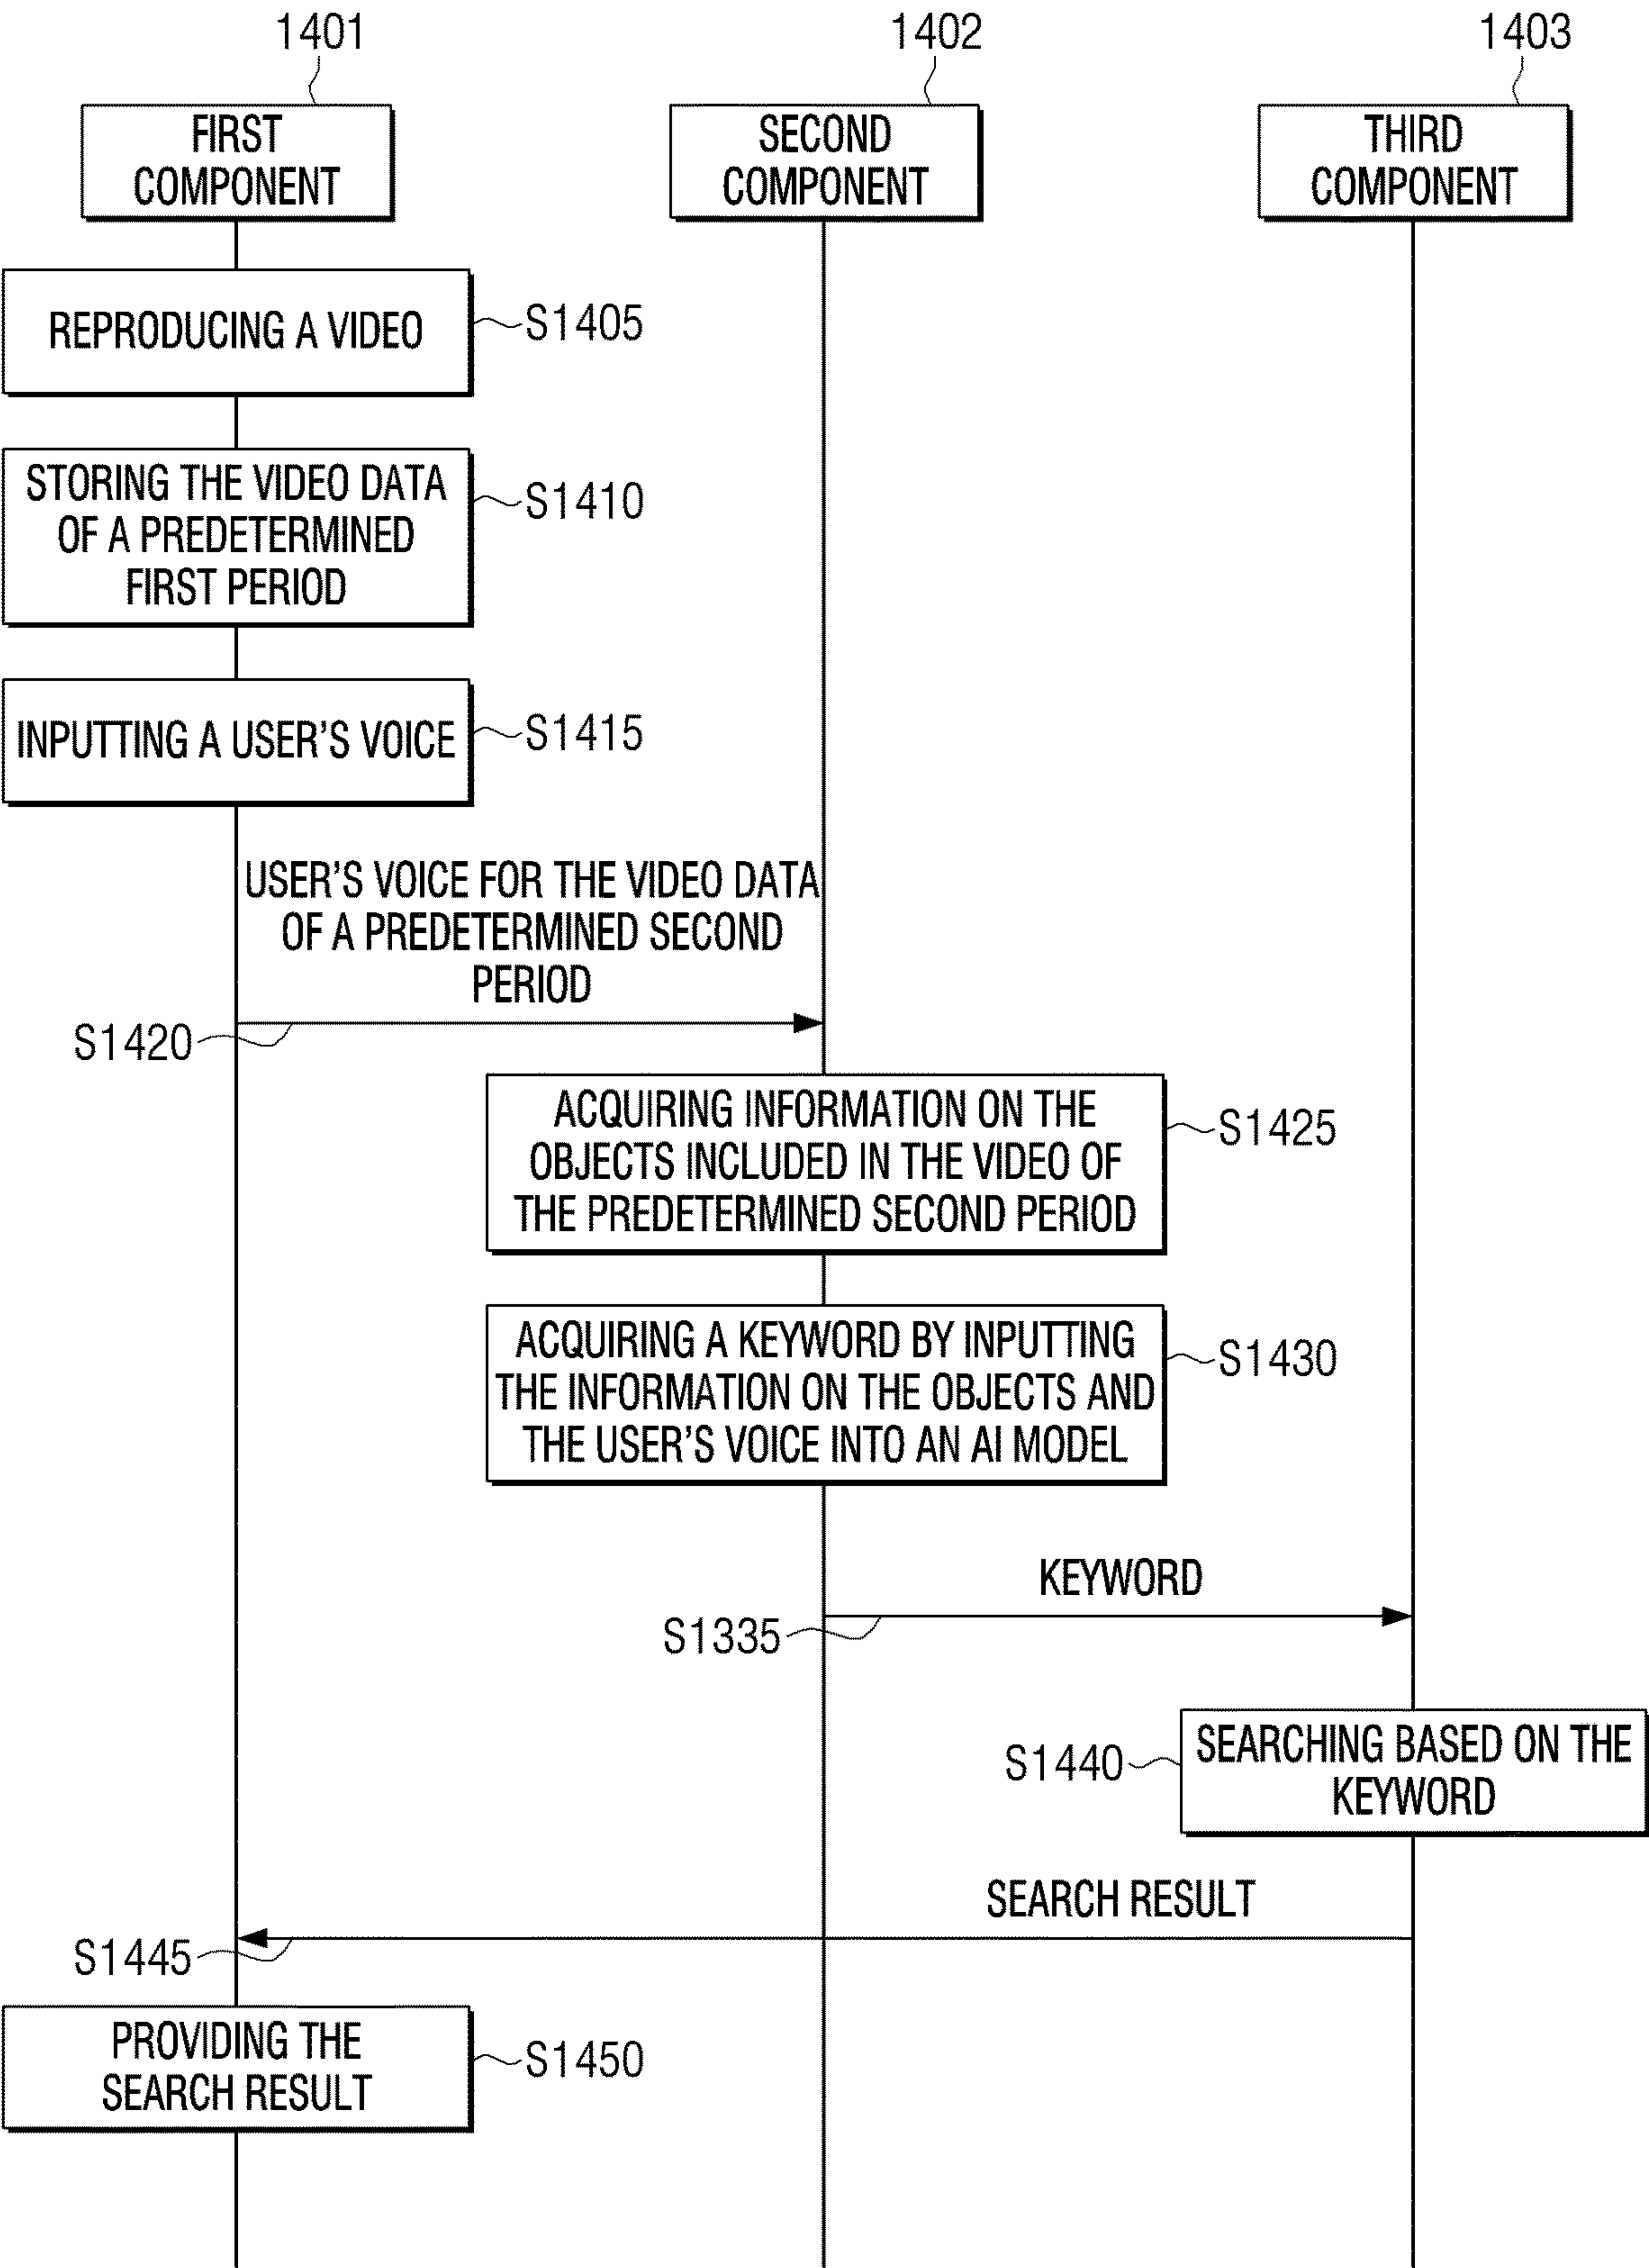 1401
1402
1403
FIRST
COMPONENT
SECOND
COMPONENT
THIRD
COMPONENT
REPRODUCING A VIDEO
S1405
STORING THE VIDEO DATA
OF A PREDETERMINED
FIRST PERIOD
S1410
INPUTTING A USER'S VOICE
S1415
USER'S VOICE FOR THE VIDEO DATA
OF A PREDETERMINED SECOND
PERIOD
S1420
ACQUIRING INFORMATION ON THE
OBJECTS INCLUDED IN THE VIDEO OF
THE PREDETERMINED SECOND PERIOD
S1425
ACQUIRING A KEYWORD BY INPUTTING
THE INFORMATION ON THE OBJECTS AND
THE USER'S VOICE INTO AN AI MODEL
S1430
KEYWORD
S1335
SEARCHING BASED ON THE
KEYWORD
S1440
SEARCH RESULT
S1445
PROVIDING THE
SEARCH RESULT
S1450